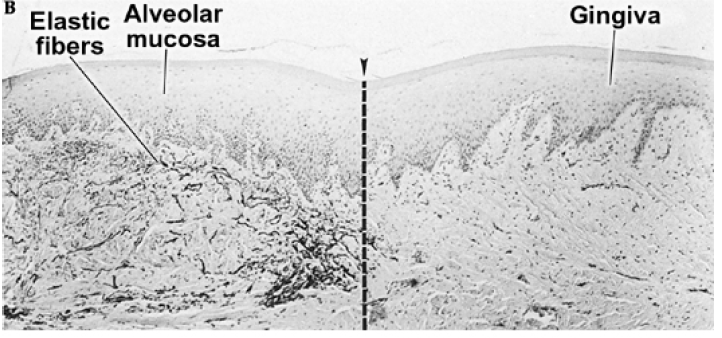 B
Elastic
fibers
Alveolar
mucosa
Gingiva